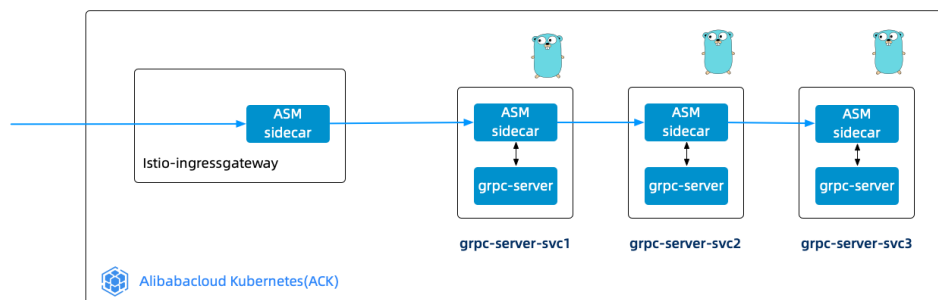 ASM
sidecar
Istio-ingressgateway
ASM
sidecar
grpc-server
grpc-server-svc1
ASM
sidecar
grpc-server
grpc-server-svc2
ASM
sidecar
grpc-server
grpc-server-svc3
Alibabacloud Kubernetes(ACK)